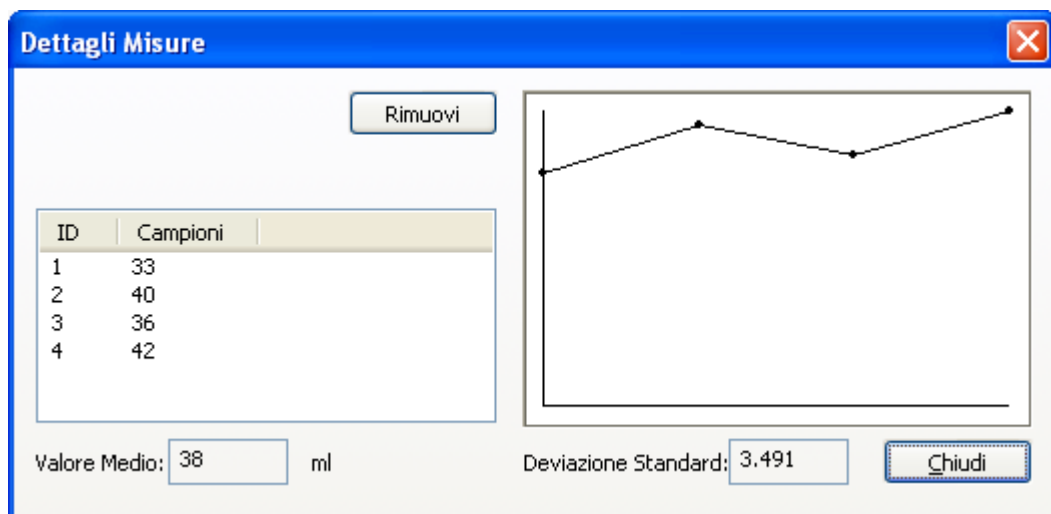 Dettagli Misure
Rimuovi
ID Campioni
1 33
2 40
3 36
4 42
Valore Medio: 38 ml
Deviazione Standard: 3.491
Chiudi